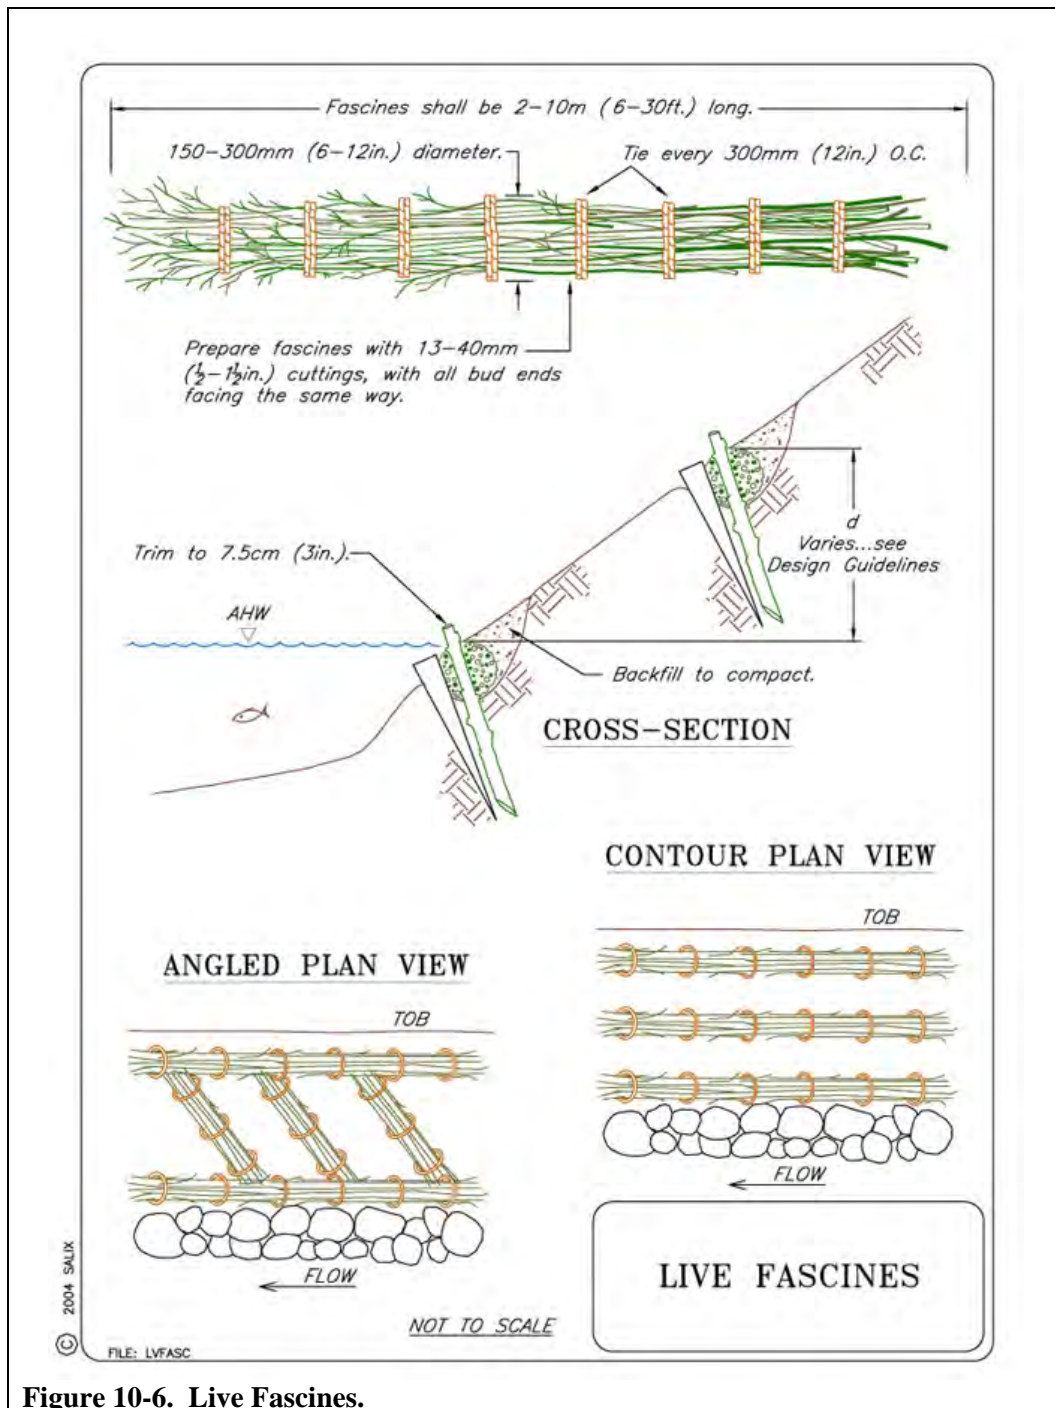 Fascines shall be 2-10m (6-30ft.) long.
150-300mm (6-12in.) diameter.
Tie every 300mm (12in.) O.C.
Prepare fascines with 13-40mm
(½-1½in.) cuttings, with all bud ends
facing the same way.
d
Varies...see
Design Guidelines
Trim to 7.5cm (3in.).
AHW
Backfill to compact.
CROSS-SECTION
CONTOUR PLAN VIEW
TOB
FLOW
ANGLED PLAN VIEW
TOB
FLOW
LIVE FASCINES
NOT TO SCALE
© 2004 SALIX
FILE: LVFASC
Figure 10-6. Live Fascines.